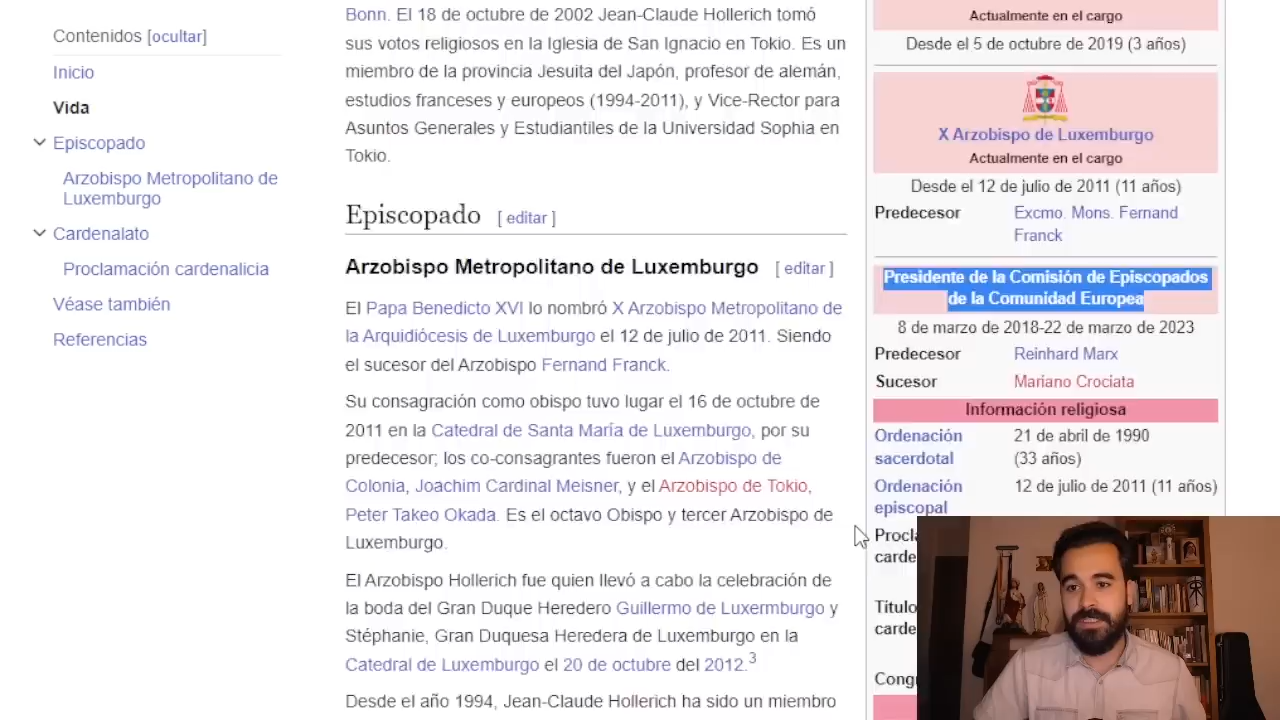 Contenidos [ocultar]
Inicio
Vida
Episcopado
Arzobispo Metropolitano de
Luxemburgo
Cardenalato
Proclamación cardenalicia
Véase también
Referencias
Bonn. El 18 de octubre de 2002 Jean-Claude Hollerich tomó
sus votos religiosos en la Iglesia de San Ignacio en Tokio. Es un
miembro de la provincia Jesuita del Japón, profesor de alemán,
estudios franceses y europeos (1994-2011), y Vice-Rector para
Asuntos Generales y Estudiantiles de la Universidad Sophia en
Tokio.
Episcopado [ editar ]
Arzobispo Metropolitano de Luxemburgo [ editar ]
El Papa Benedicto XVI lo nombró X Arzobispo Metropolitano de
la Arquidiócesis de Luxemburgo el 12 de julio de 2011. Siendo
el sucesor del Arzobispo Fernand Franck.
Su consagración como obispo tuvo lugar el 16 de octubre de
2011 en la Catedral de Santa María de Luxemburgo, por su
predecesor; los co-consagrantes fueron el Arzobispo de
Colonia, Joachim Cardinal Meisner, y el Arzobispo de Tokio,
Peter Takeo Okada. Es el octavo Obispo y tercer Arzobispo de
Luxemburgo.
El Arzobispo Hollerich fue quien llevó a cabo la celebración de
la boda del Gran Duque Heredero Guillermo de Luxermburgo y
Stéphanie, Gran Duquesa Heredera de Luxemburgo en la
Catedral de Luxemburgo el 20 de octubre del 2012.3
Desde el año 1994, Jean-Claude Hollerich ha sido un miembro
Actualmente en el cargo
Desde el 5 de octubre de 2019 (3 años)
X Arzobispo de Luxemburgo
Actualmente en el cargo
Desde el 12 de julio de 2011 (11 años)
Predecesor Excmo. Mons. Fernand
Franck
Presidente de la Comisión de Episcopados
de la Comunidad Europea
8 de marzo de 2018-22 de marzo de 2023
Predecesor Reinhard Marx
Sucesor Mariano Crociata
Información religiosa
Ordenación 21 de abril de 1990
sacerdotal (33 años)
Ordenación 12 de julio de 2011 (11 años)
episcopal
Procla
carde
Título
carde
Cong